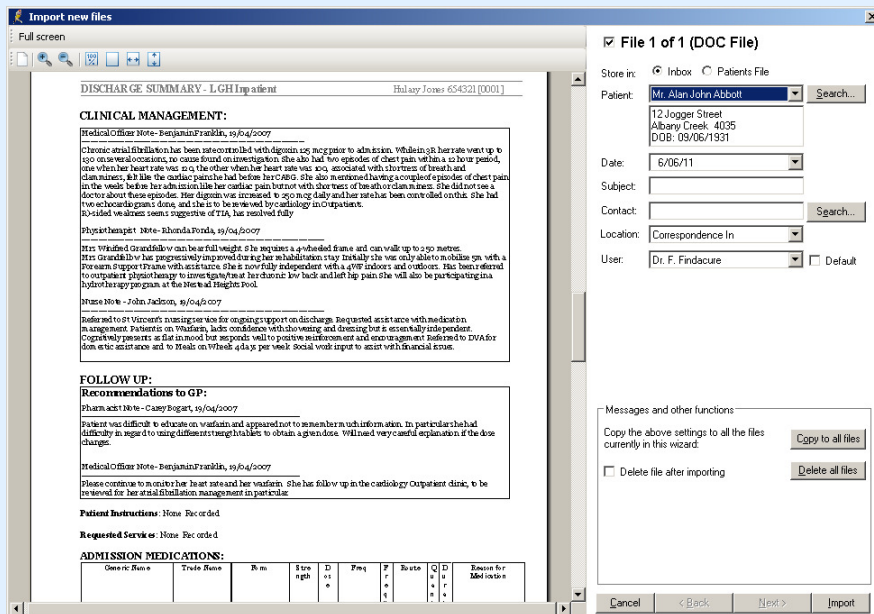 Import new files
Full screen
DISCHARGE SUMMARY - LGH Inpatient Hulary Jones 654321 [0001]
CLINICAL MANAGEMENT:
Medical Officer Note - Benjamin Franklin, 19/04/2007
Chronic atrial fibrillation has been rate controlled with digoxin 125 mcg prior to admission. While in 3R her rate went up to
130 on several occasions, no cause found on investigation. She also had two episodes of chest pain within a 12 hour period,
one when her heart rate was 120, the other when her heart rate was 100, associated with shortness of breath and
clamminess, felt like the cardiac pain she had before her CABG. She also mentioned having a couple of episodes of chest pain
in the weeks before her admission like her cardiac pain but not with shortness of breath or clamminess. She did not see a
doctor about these episodes. Her digoxin was increased to 250 mcg daily and her rate has been controlled on this. She had
two echocardiograms done, and she is to be reviewed by cardiology in Outpatients.
R)-sided weakness seems suggestive of TIA, has resolved fully
Physiotherapist Note - Rhonda Fonda, 19/04/2007
Mrs Winifred Grandfellow can bear full weight. She requires a 4-wheeled frame and can walk up to 250 metres.
Mrs Grandfellow has progressively improved during her rehabilitation stay. Initially she was only able to mobilise 5m with a
Forearm Support Frame with assistance. She is now fully independent with a 4WF indoors and outdoors. Has been referred
to outpatient physiotherapy to investigate/treat her chronic low back and left hip pain. She will also be participating in a
hydrotherapy program at the Nestead Heights Pool.
Nurse Note - John Jackson, 19/04/2007
Referred to St Vincent's nursing service for ongoing support on discharge. Requested assistance with medication
management. Patient is on Warfarin, lacks confidence with showering and dressing but is essentially independent.
Cognitively presents as flat in mood but responds well to positive reinforcement and encouragement. Referred to DVA for
domestic assistance and to Meals on Wheels 4 days per week. Social work input to assist with financial issues.
FOLLOW UP:
Recommendations to GP:
Pharmacist Note - Carey Bogart, 19/04/2007
Patient was difficult to educate on warfarin and appeared not to remember much information. In particular she had
difficulty in regard to using different strength tablets to obtain a given dose. Will need very careful explanation if the dose
changes.
Medical Officer Note - Benjamin Franklin, 19/04/2007
Please continue to monitor her heart rate and her warfarin. She has follow up in the cardiology Outpatient clinic, to be
reviewed for her atrial fibrillation management in particular.
Patient Instructions: None Recorded
Requested Services: None Recorded
ADMISSION MEDICATIONS:
Generic Name Trade Name Form Strength Dose Freq Route Reason for Medication
File 1 of 1 (DOC File)
Store in: Inbox Patients File
Patient: Mr. Alan John Abbott Search...
12 Jogger Street
Albany Creek 4035
DOB: 09/06/1931
Date: 6/06/11
Subject:
Contact: Search...
Location: Correspondence In
User: Dr. F. Findacure Default
Messages and other functions
Copy the above settings to all the files
currently in this wizard: Copy to all files
Delete file after importing Delete all files
Cancel < Back Next > Import